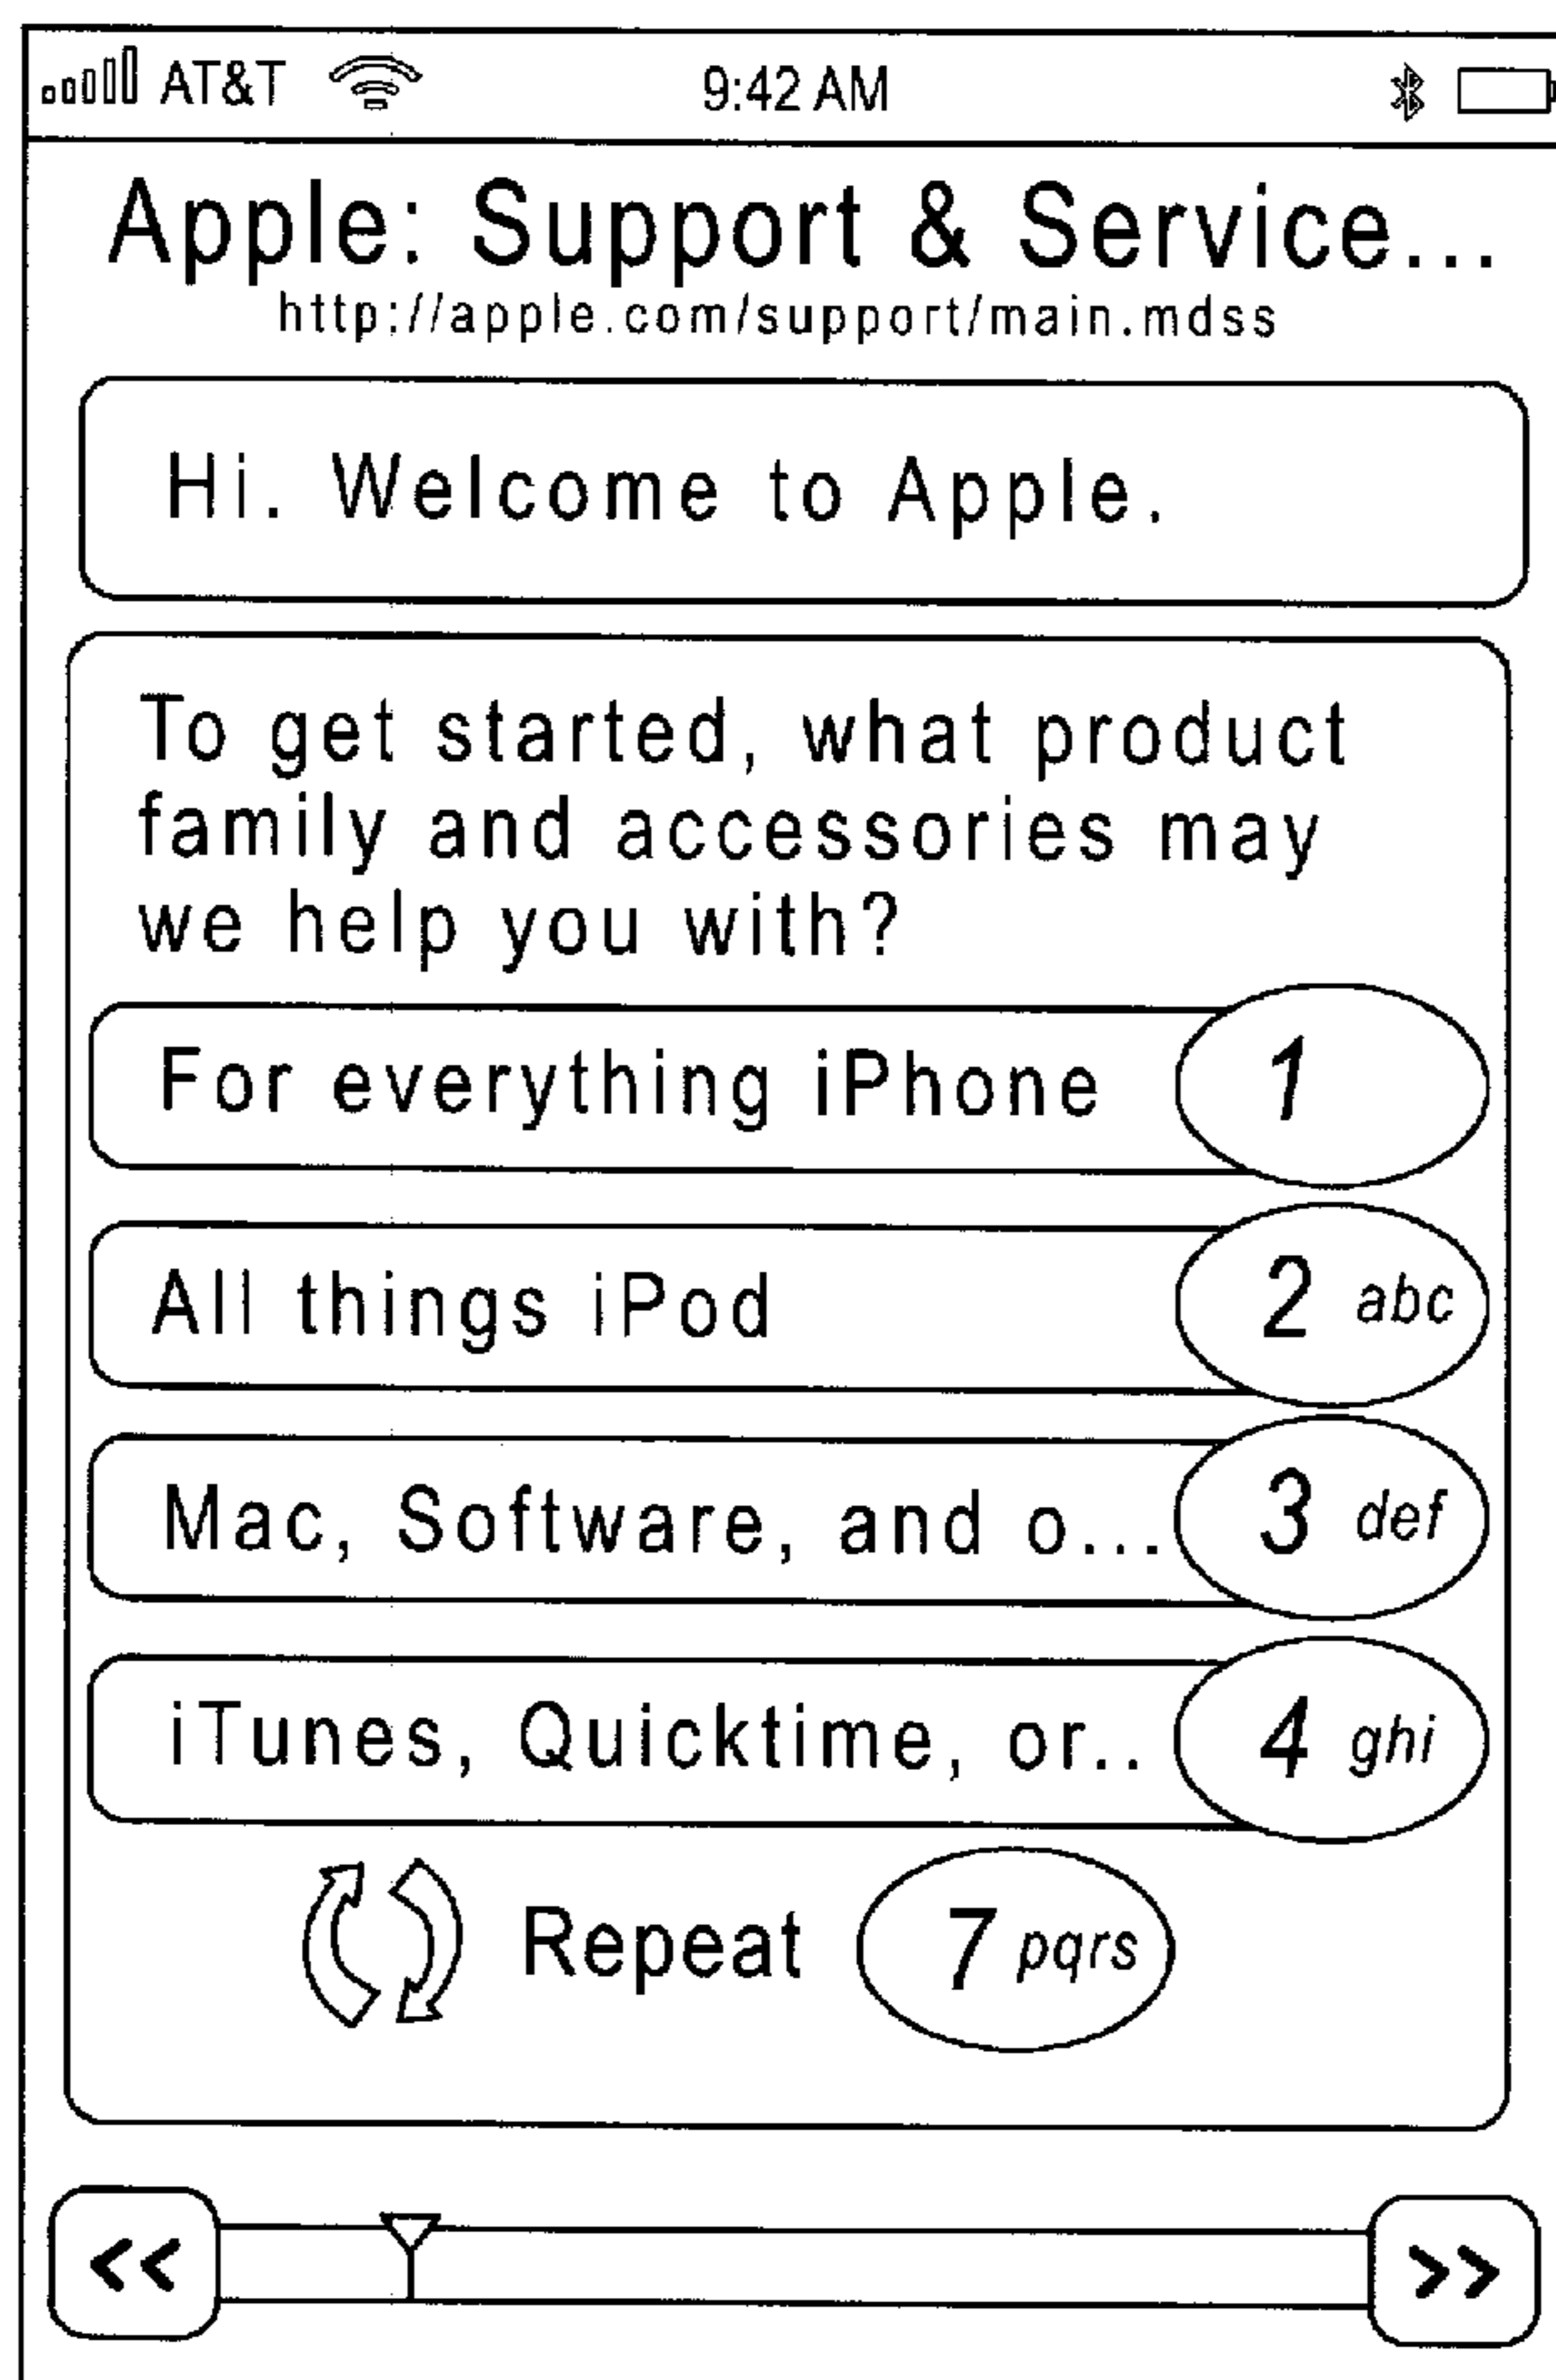 AT&T 9:42 AM
Apple: Support & Service...
http://apple.com/support/main.mdss
Hi. Welcome to Apple.
To get started, what product
family and accessories may
we help you with?
For everything iPhone 1
All things iPod 2 abc
Mac, Software, and o... 3 def
iTunes, Quicktime, or.. 4 ghi
Repeat 7 pqrs
<< >>